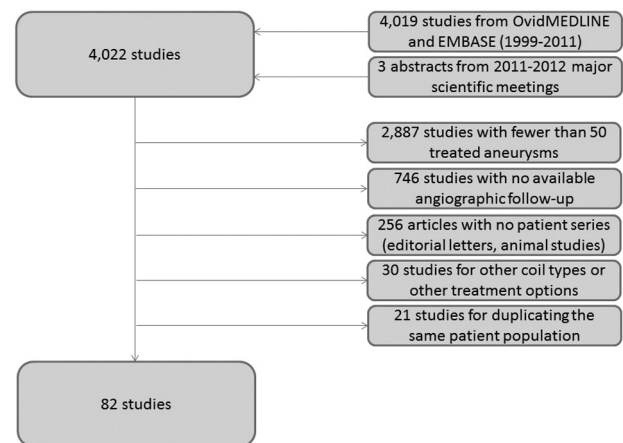 4,022 studies
4,019 studies from OvidMEDLINE
and EMBASE (1999-2011)
3 abstracts from 2011-2012 major
scientific meetings
2,887 studies with fewer than 50
treated aneurysms
746 studies with no available
angiographic follow-up
256 articles with no patient series
(editorial letters, animal studies)
30 studies for other coil types or
other treatment options
21 studies for duplicating the
same patient population
82 studies